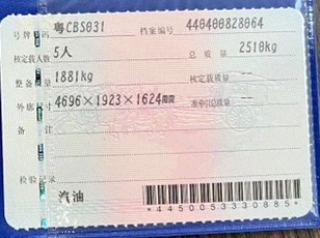 号牌号码 粤CBS031 档案编号 440400828064
核定载人数 5人 总质量 2510kg
整备质量 1881kg 核定载质量 --
外廓尺寸 4696×1923×1624mm 准牵引总质量 --
备注
检验记录
汽油
*4450053330885*